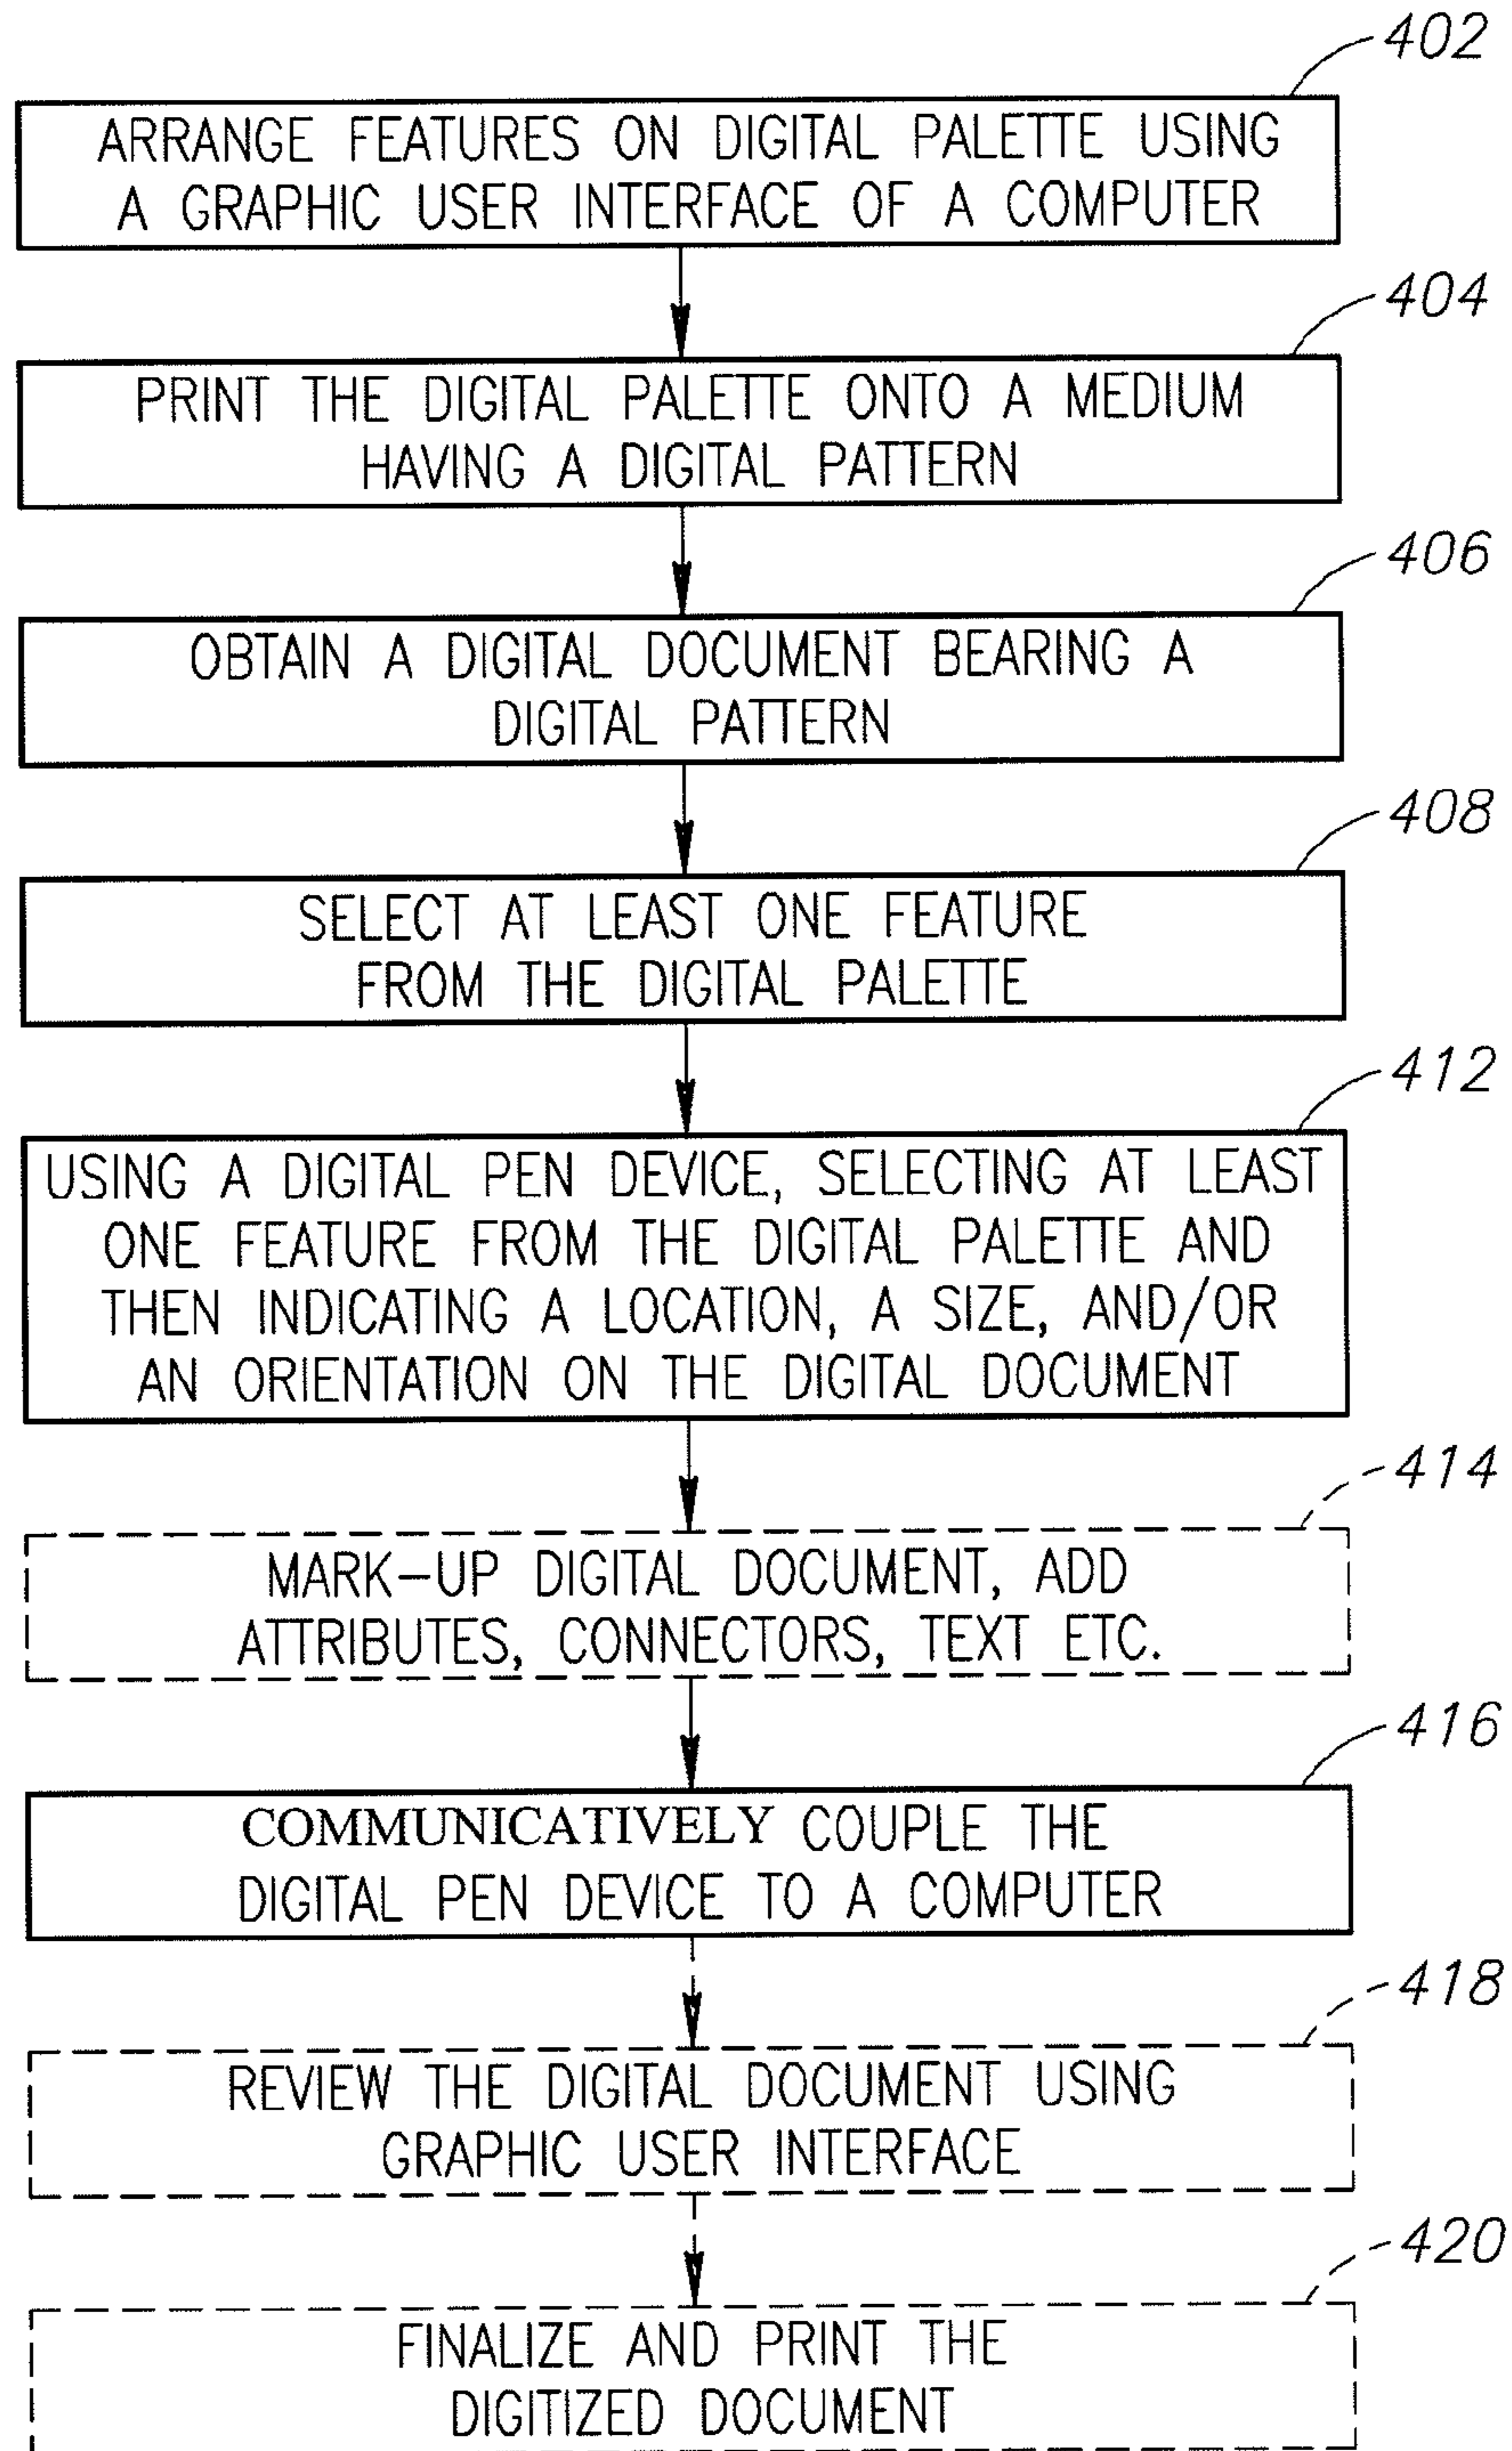 402
ARRANGE FEATURES ON DIGITAL PALETTE USING
A GRAPHIC USER INTERFACE OF A COMPUTER
404
PRINT THE DIGITAL PALETTE ONTO A MEDIUM
HAVING A DIGITAL PATTERN
406
OBTAIN A DIGITAL DOCUMENT BEARING A
DIGITAL PATTERN
408
SELECT AT LEAST ONE FEATURE
FROM THE DIGITAL PALETTE
412
USING A DIGITAL PEN DEVICE, SELECTING AT LEAST
ONE FEATURE FROM THE DIGITAL PALETTE AND
THEN INDICATING A LOCATION, A SIZE, AND/OR
AN ORIENTATION ON THE DIGITAL DOCUMENT
414
MARK-UP DIGITAL DOCUMENT, ADD
ATTRIBUTES, CONNECTORS, TEXT ETC.
416
COMMUNICATIVELY COUPLE THE
DIGITAL PEN DEVICE TO A COMPUTER
418
REVIEW THE DIGITAL DOCUMENT USING
GRAPHIC USER INTERFACE
420
FINALIZE AND PRINT THE
DIGITIZED DOCUMENT